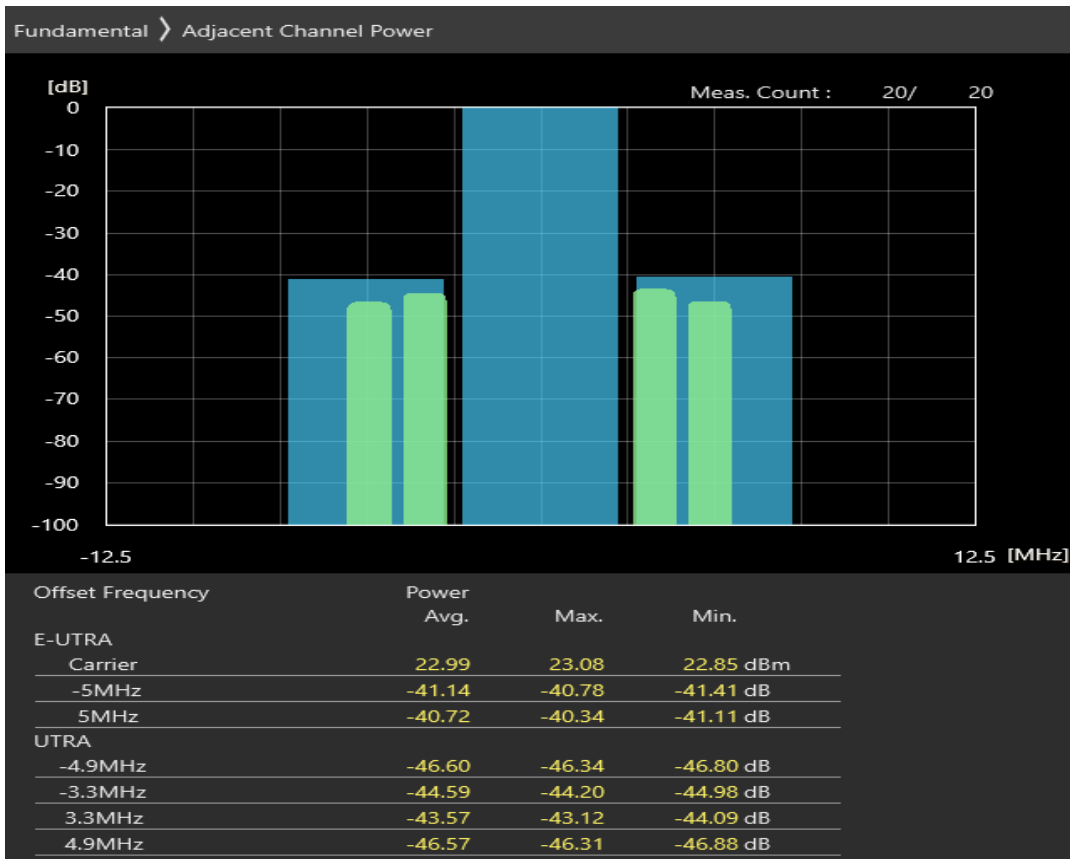 Fundamental 〉 Adjacent Channel Power
[dB]
Meas. Count : 20/ 20
0
-10
-20
-30
-40
-50
-60
-70
-80
-90
-100
-12.5 12.5 [MHz]
Offset Frequency Power
Avg. Max. Min.
E-UTRA
Carrier 22.99 23.08 22.85 dBm
-5MHz -41.14 -40.78 -41.41 dB
5MHz -40.72 -40.34 -41.11 dB
UTRA
-4.9MHz -46.60 -46.34 -46.80 dB
-3.3MHz -44.59 -44.20 -44.98 dB
3.3MHz -43.57 -43.12 -44.09 dB
4.9MHz -46.57 -46.31 -46.88 dB